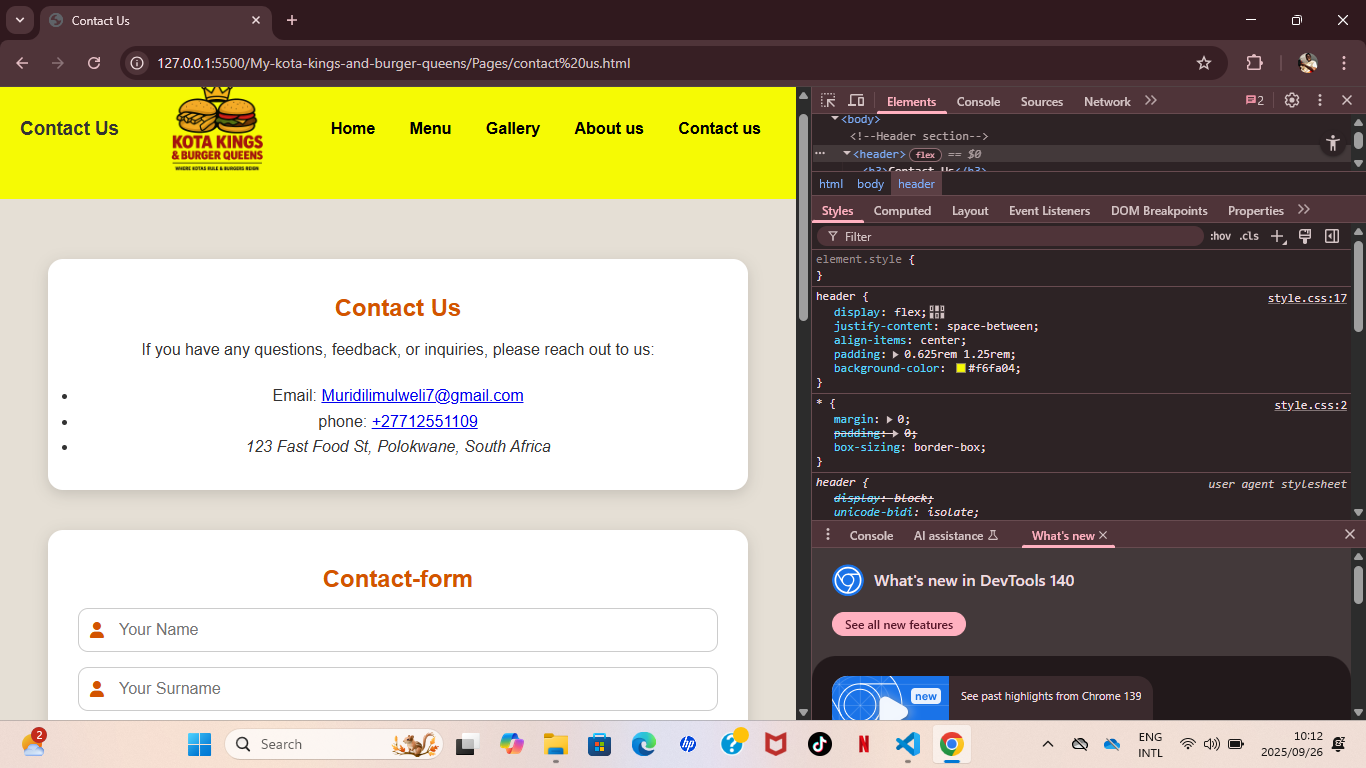 Contact Us
127.0.0.1:5500/My-kota-kings-and-burger-queens/Pages/contact%20us.html
Contact Us
KOTA KINGS
& BURGER QUEENS
WHERE KOTAS RULE & BURGERS REIGN
Home Menu Gallery About us Contact us
Contact Us
If you have any questions, feedback, or inquiries, please reach out to us:
Email: Muridilimulweli7@gmail.com
phone: +27712551109
123 Fast Food St, Polokwane, South Africa
Contact-form
Your Name
Your Surname
Elements Console Sources Network 2
<body>
<!--Header section-->
<header> flex == $0
<h3>Contact Us</h3>
html body header
Styles Computed Layout Event Listeners DOM Breakpoints Properties
Filter :hov .cls
element.style {
}
header { style.css:17
display: flex;
justify-content: space-between;
align-items: center;
padding: 0.625rem 1.25rem;
background-color: #f6fa04;
}
* { style.css:2
margin: 0;
padding: 0;
box-sizing: border-box;
}
header { user agent stylesheet
display: block;
unicode-bidi: isolate;
Console AI assistance What's new
What's new in DevTools 140
See all new features
new
See past highlights from Chrome 139
2
Search
hp
N
ENG
INTL
10:12
2025/09/26